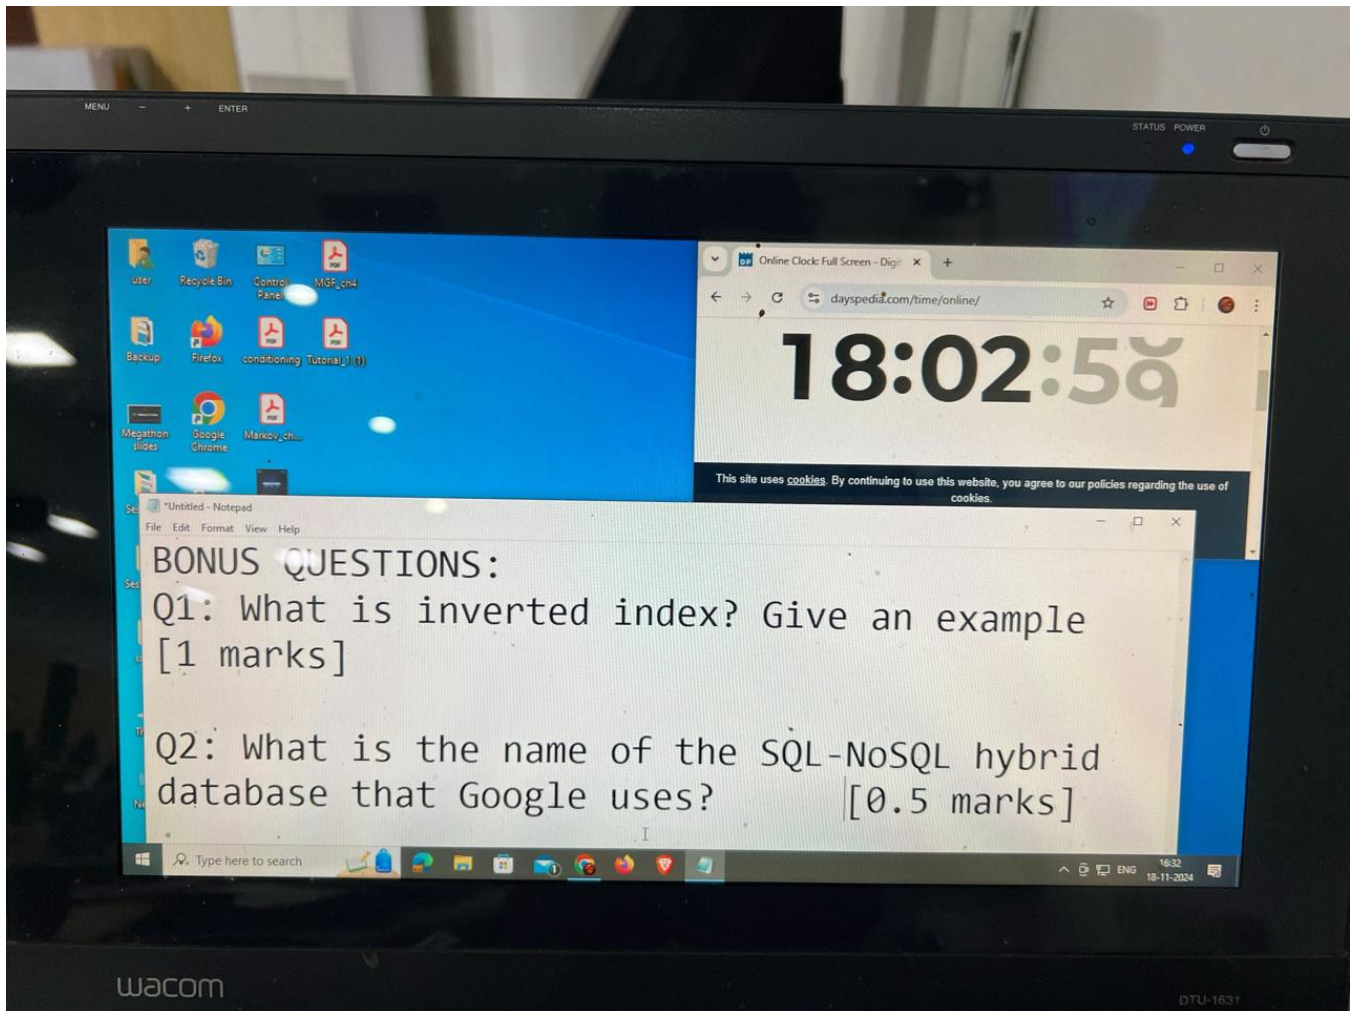 MENU - + ENTER
STATUS POWER
user
Recycle Bin
Control Panel
MGF_ch4
Backup
Firefox
conditioning
Tutorial_1 (1)
Megathon slides
Google Chrome
Markov_ch...
Online Clock: Full Screen - Digi
dayspedia.com/time/online/
18:02:5
This site uses cookies. By continuing to use this website, you agree to our policies regarding the use of
cookies.
*Untitled - Notepad
File Edit Format View Help
BONUS QUESTIONS:
Q1: What is inverted index? Give an example
[1 marks]
Q2: What is the name of the SQL-NoSQL hybrid
database that Google uses? [0.5 marks]
Type here to search
ENG
16:32
18-11-2024
wacom
DTU-1631